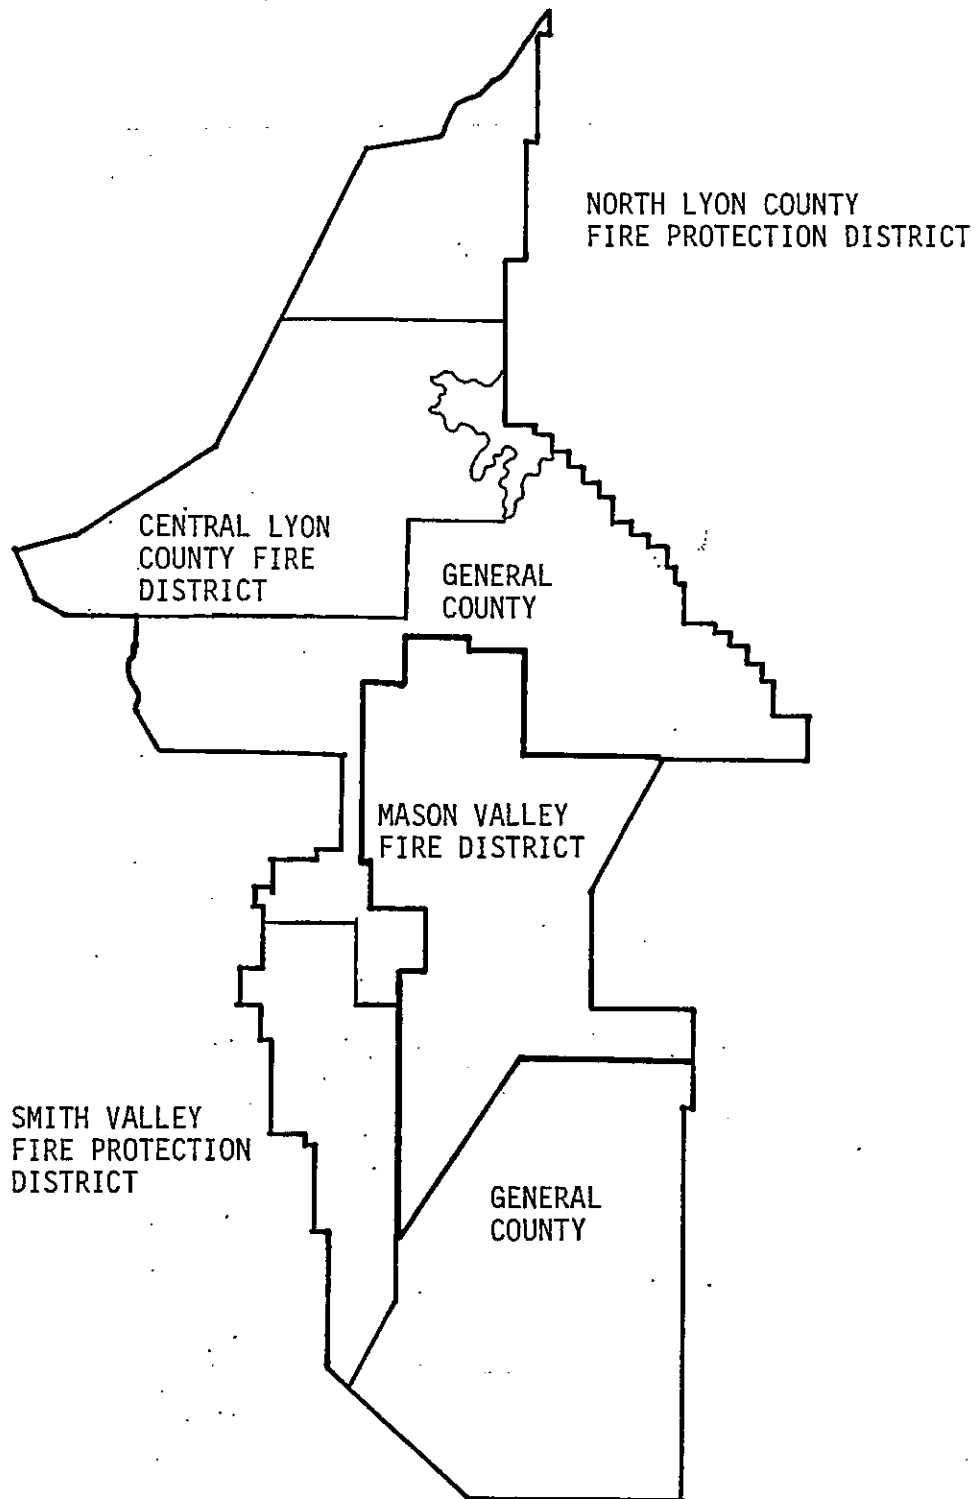 NORTH LYON COUNTY
FIRE PROTECTION DISTRICT
CENTRAL LYON
COUNTY FIRE
DISTRICT
GENERAL
COUNTY
MASON VALLEY
FIRE DISTRICT
SMITH VALLEY
FIRE PROTECTION
DISTRICT
GENERAL
COUNTY